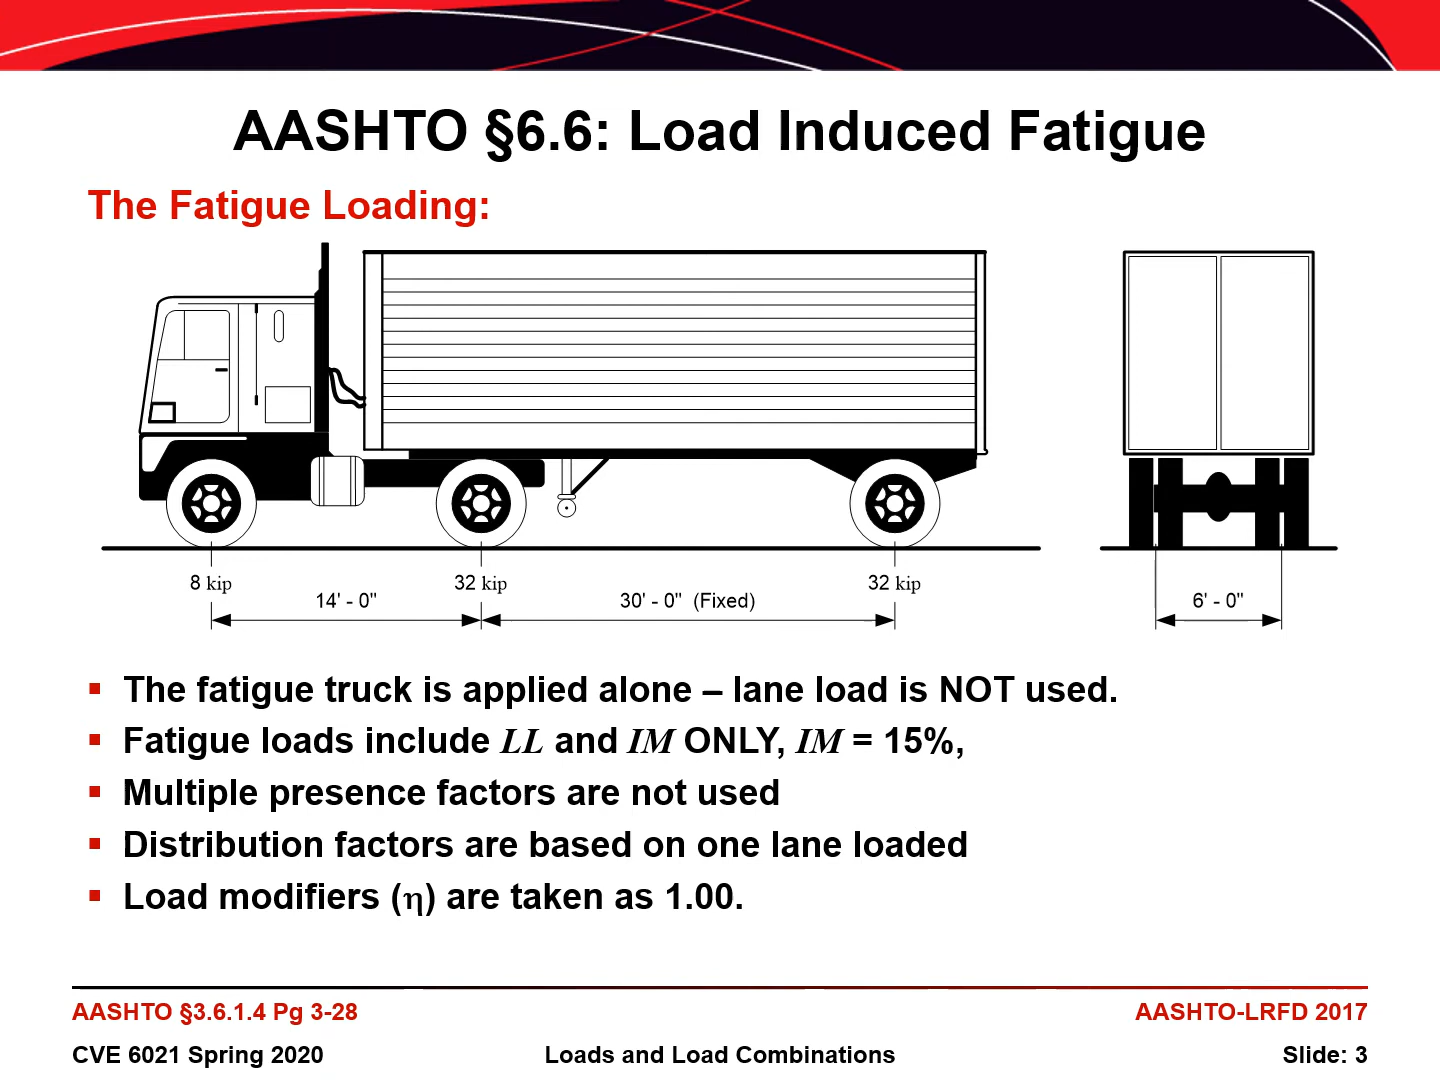 AASHTO §6.6: Load Induced Fatigue
The Fatigue Loading:
8 kip
32 kip
32 kip
14' - 0"
30' - 0" (Fixed)
6' - 0"
▪ The fatigue truck is applied alone – lane load is NOT used.
▪ Fatigue loads include LL and IM ONLY, IM = 15%,
▪ Multiple presence factors are not used
▪ Distribution factors are based on one lane loaded
▪ Load modifiers (η) are taken as 1.00.
AASHTO §3.6.1.4 Pg 3-28
AASHTO-LRFD 2017
CVE 6021 Spring 2020
Loads and Load Combinations
Slide: 3